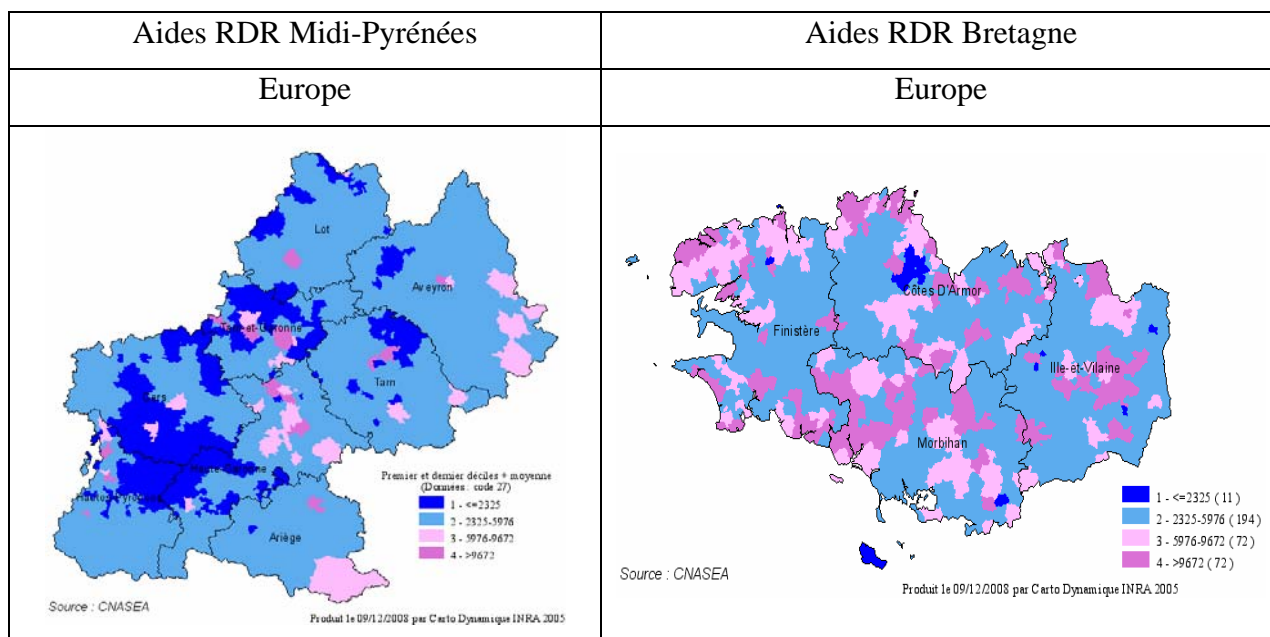 Aides RDR Midi-Pyrénées
Aides RDR Bretagne
Europe
Europe
Lot
Aveyron
Tarn-et-Garonne
Tarn
Gers
Haute-Garonne
Hautes-Pyrénées
Ariège
Premier et dernier déciles + moyenne
(Données : code 27)
1 - <=2325
2 - 2325-5976
3 - 5976-9672
4 - >9672
Source : CNASEA
Produit le 09/12/2008 par Carto Dynamique INRA 2005
Côtes D'Armor
Finistère
Ille-et-Vilaine
Morbihan
1 - <=2325 ( 11 )
2 - 2325-5976 ( 194 )
3 - 5976-9672 ( 72 )
4 - >9672 ( 72 )
Source : CNASEA
Produit le 09/12/2008 par Carto Dynamique INRA 2005